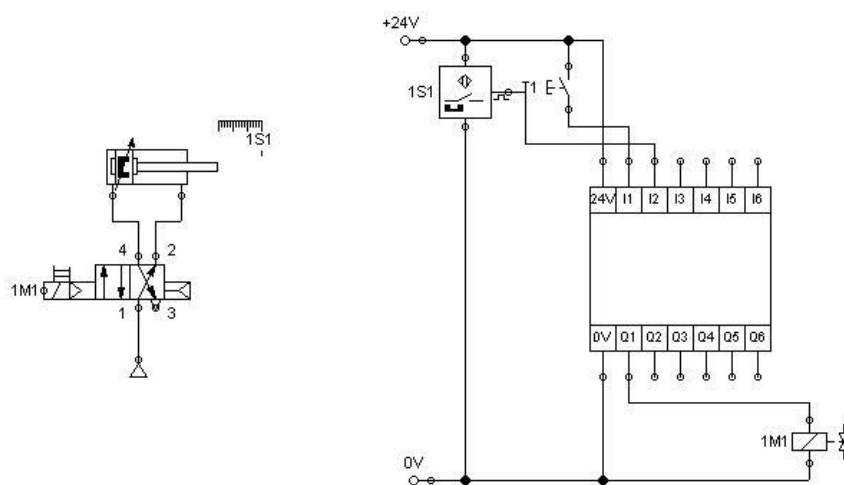 +24V
1S1
T1
1S1
24V I1 I2 I3 I4 I5 I6
4 2
1M1
1 3
0V Q1 Q2 Q3 Q4 Q5 Q6
1M1
0V